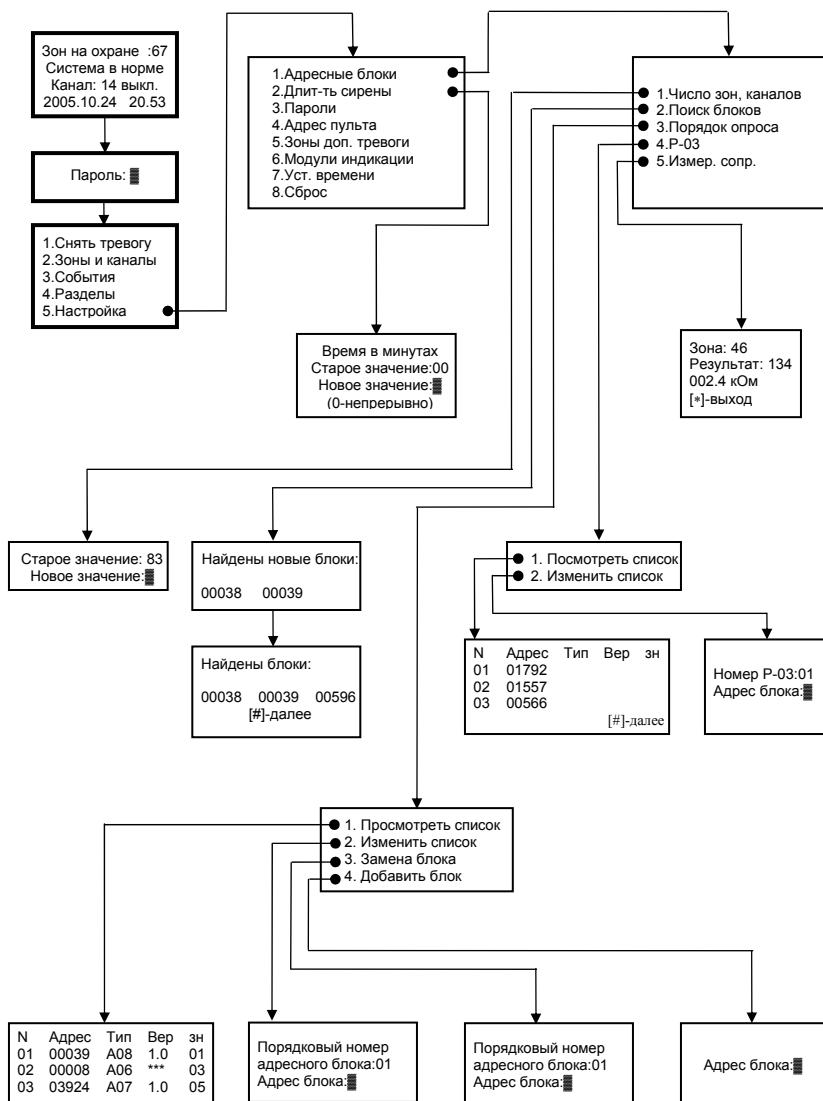 Зон на охране :67
Система в норме
Канал: 14 выкл.
2005.10.24 20.53
Пароль:
1.Снять тревогу
2.Зоны и каналы
3.События
4.Разделы
5.Настройка
1.Адресные блоки
2.Длит-ть сирены
3.Пароли
4.Адрес пульта
5.Зоны доп. тревоги
6.Модули индикации
7.Уст. времени
8.Сброс
1.Число зон, каналов
2.Поиск блоков
3.Порядок опроса
4.Р-03
5.Измер. сопр.
Время в минутах
Старое значение:00
Новое значение:
(0-непрерывно)
Зона: 46
Результат: 134
002.4 кОм
[*]-выход
Старое значение: 83
Новое значение:
Найдены новые блоки:
00038 00039
Найдены блоки:
00038 00039 00596
[#]-далее
1. Посмотреть список
2. Изменить список
N Адрес Тип Вер зн
01 01792
02 01557
03 00566
[#]-далее
Номер Р-03:01
Адрес блока:
1. Просмотреть список
2. Изменить список
3. Замена блока
4. Добавить блок
N Адрес Тип Вер зн
01 00039 А08 1.0 01
02 00008 А06 *** 03
03 03924 А07 1.0 05
Порядковый номер
адресного блока:01
Адрес блока:
Порядковый номер
адресного блока:01
Адрес блока:
Адрес блока: